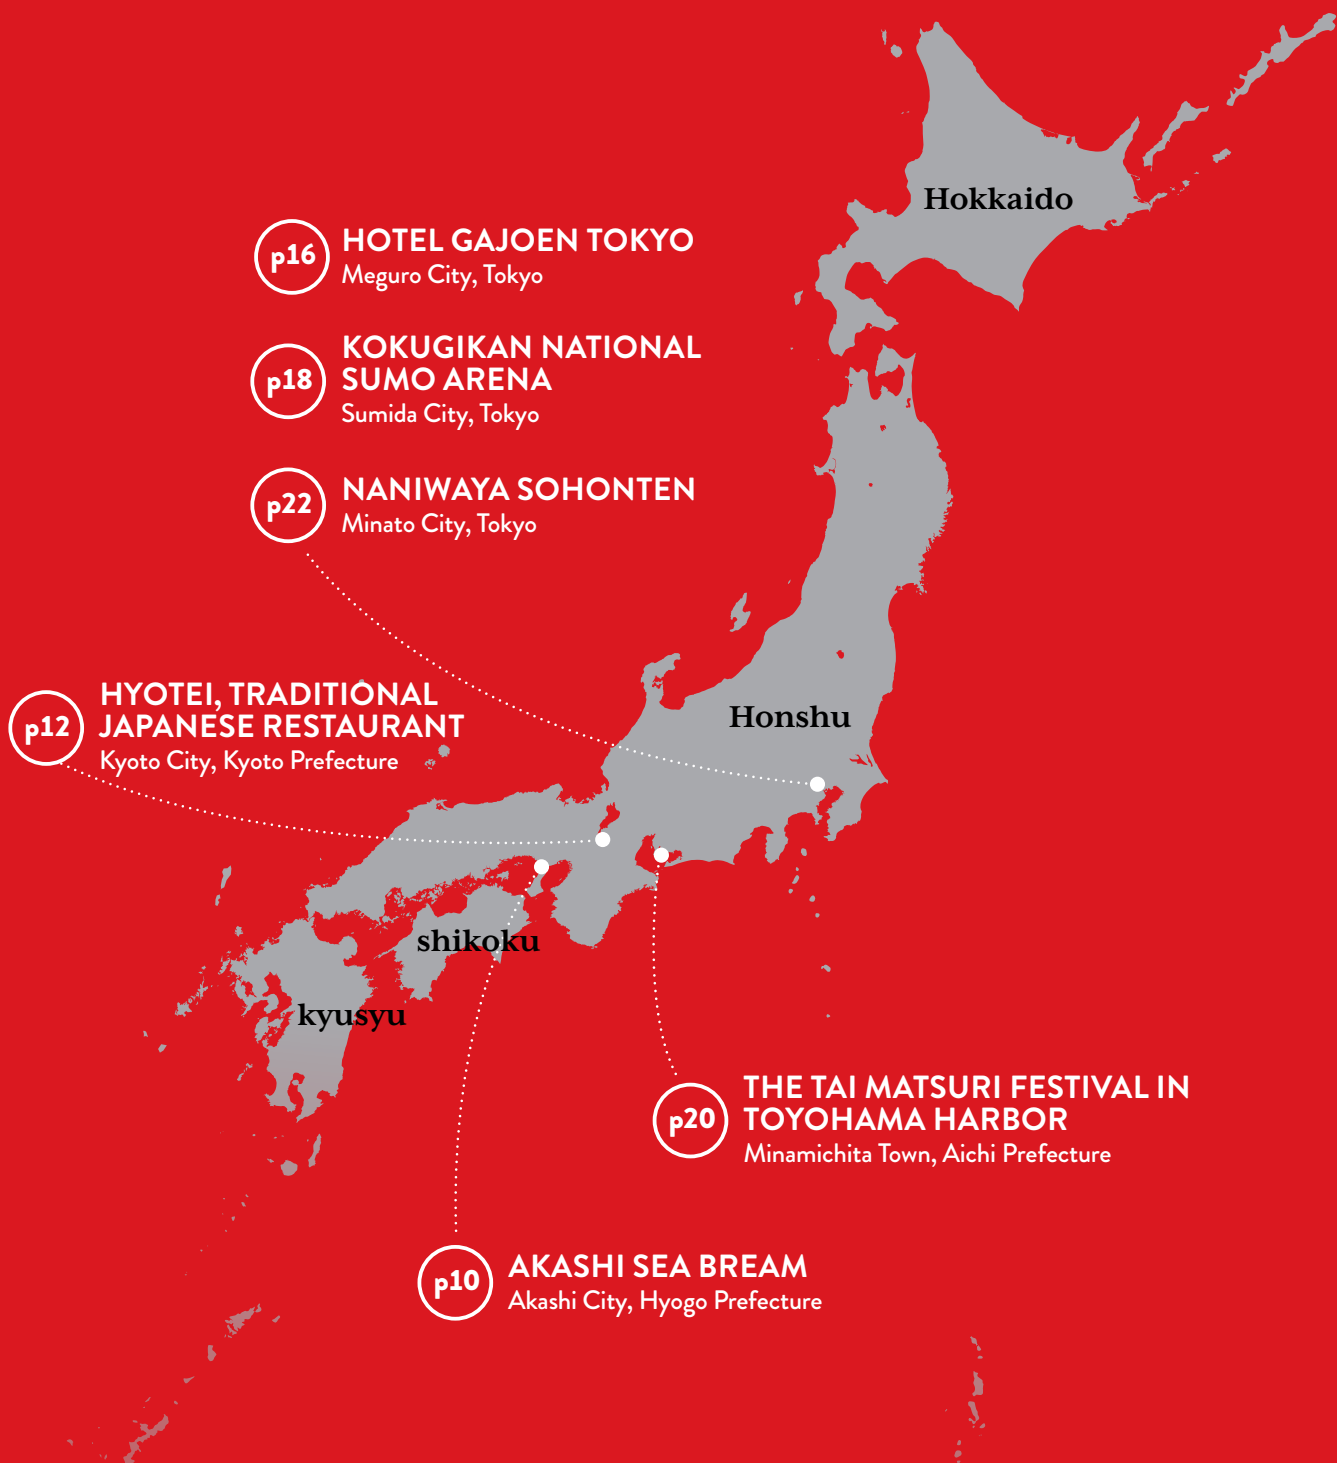 Hokkaido
p16
HOTEL GAJOEN TOKYO
Meguro City, Tokyo
p18
KOKUGIKAN NATIONAL
SUMO ARENA
Sumida City, Tokyo
p22
NANIWAYA SOHONTEN
Minato City, Tokyo
p12
HYOTEI, TRADITIONAL
JAPANESE RESTAURANT
Kyoto City, Kyoto Prefecture
Honshu
shikoku
kyusyu
p20
THE TAI MATSURI FESTIVAL IN
TOYOHAMA HARBOR
Minamichita Town, Aichi Prefecture
p10
AKASHI SEA BREAM
Akashi City, Hyogo Prefecture